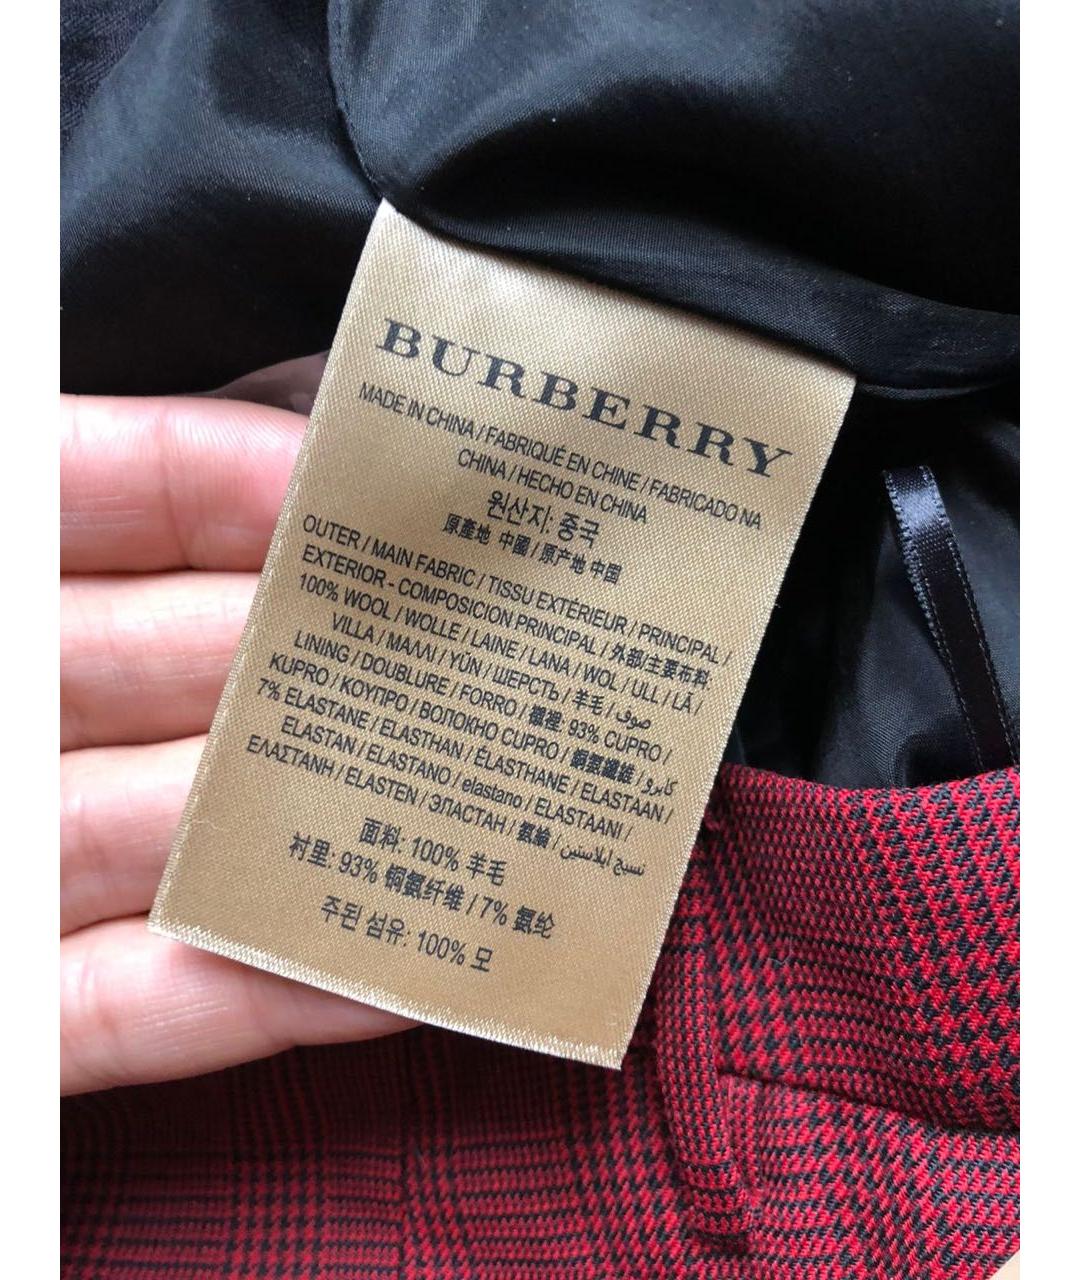 BURBERRY
MADE IN CHINA / FABRIQUÉ EN CHINE / FABRICADO NA
CHINA / HECHO EN CHINA
원산지: 중국
原產地 中國 / 原产地 中国
OUTER / MAIN FABRIC / TISSU EXTERIEUR / PRINCIPAL /
EXTERIOR - COMPOSICION PRINCIPAL / 外部/主要布料
100% WOOL / WOLLE / LAINE / LANA / WOL / ULL / LÃ /
VILLA / ΜΑΛΛΙ / YÜN / ШЕРСТЬ / 羊毛 / صوف
LINING / DOUBLURE / FORRO / 襯裡: 93% CUPRO /
KUPRO / ΚΟΥΠΡΟ / ВОЛОКНО CUPRO / 銅氨纖維 / كابرو
7% ELASTANE / ELASTHAN / ÉLASTHANE / ELASTAAN /
ELASTAN / ELASTANO / elastano / ELASTAANI /
ΕΛΑΣΤΑΝΗ / ELASTEN / ЭЛАСТАН / 氨綸 / نسيج ايلاستين
面料: 100% 羊毛
衬里: 93% 铜氨纤维 / 7% 氨纶
주된 섬유: 100% 모